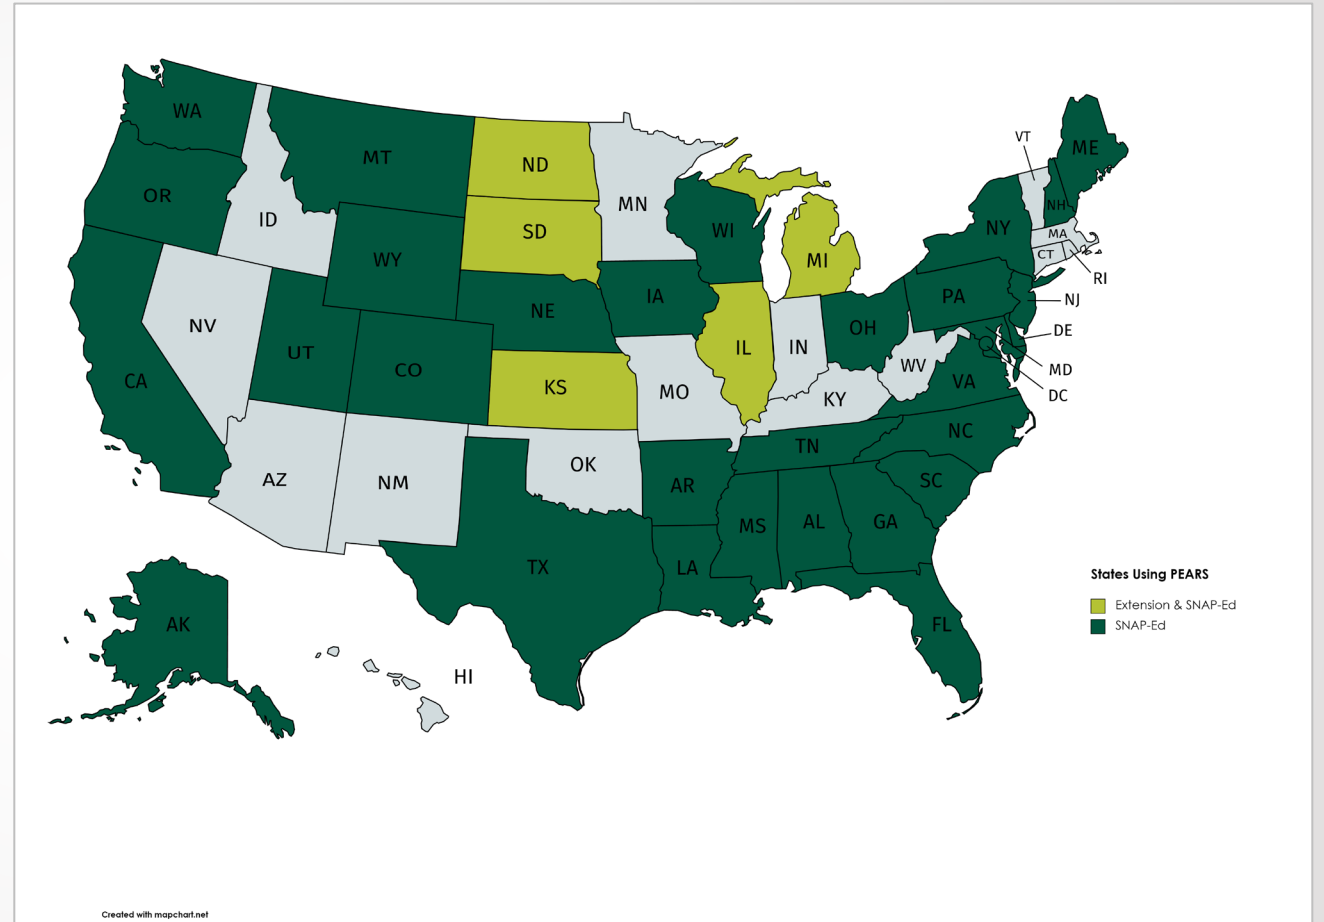 WA
MT
ND
MN
VT
ME
OR
ID
SD
WI
MI
NY
NH
MA
CT
RI
WY
NE
IA
PA
NJ
NV
UT
CO
KS
MO
IL
IN
OH
WV
VA
DE
MD
DC
CA
KY
AZ
NM
OK
AR
TN
NC
SC
MS
AL
GA
TX
LA
FL
AK
HI
States Using PEARS
Extension & SNAP-Ed
SNAP-Ed
Created with mapchart.net